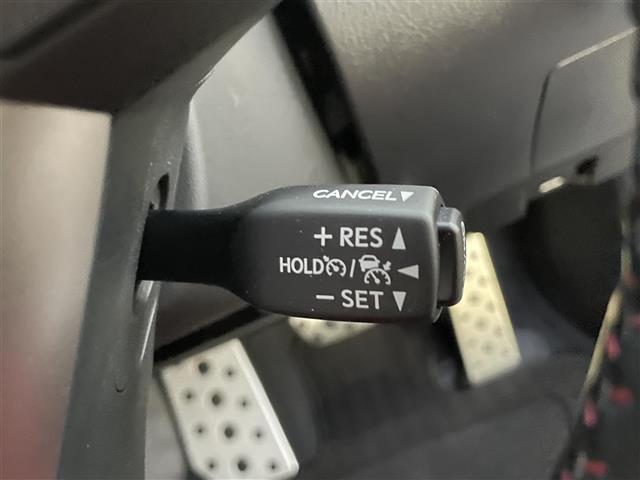 CANCEL▼
+ RES ▲
HOLD / ◀
− SET ▼